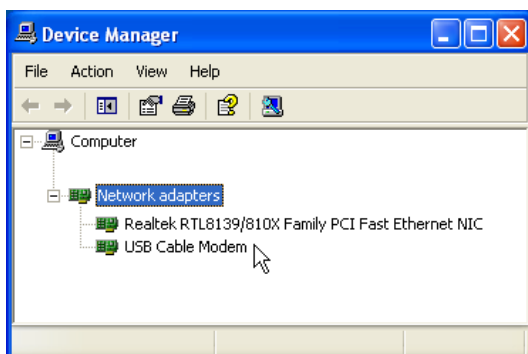 Device Manager
File Action View Help
Computer
Network adapters
Realtek RTL8139/810X Family PCI Fast Ethernet NIC
USB Cable Modem